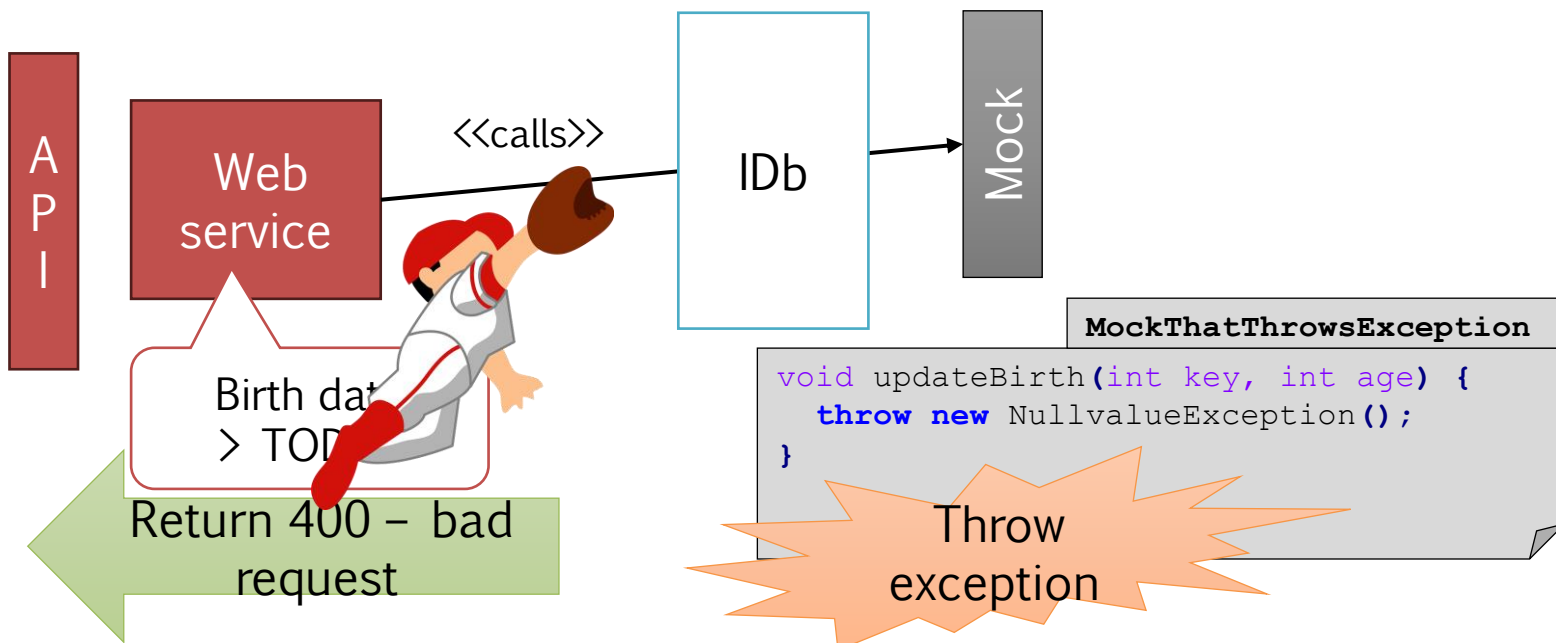 A
P
I
Web
service
<<calls>>
IDb
Mock
Birth dat
> TOD
Return 400 – bad
request
MockThatThrowsException
void updateBirth(int key, int age) {
throw new NullvalueException();
}
Throw
exception